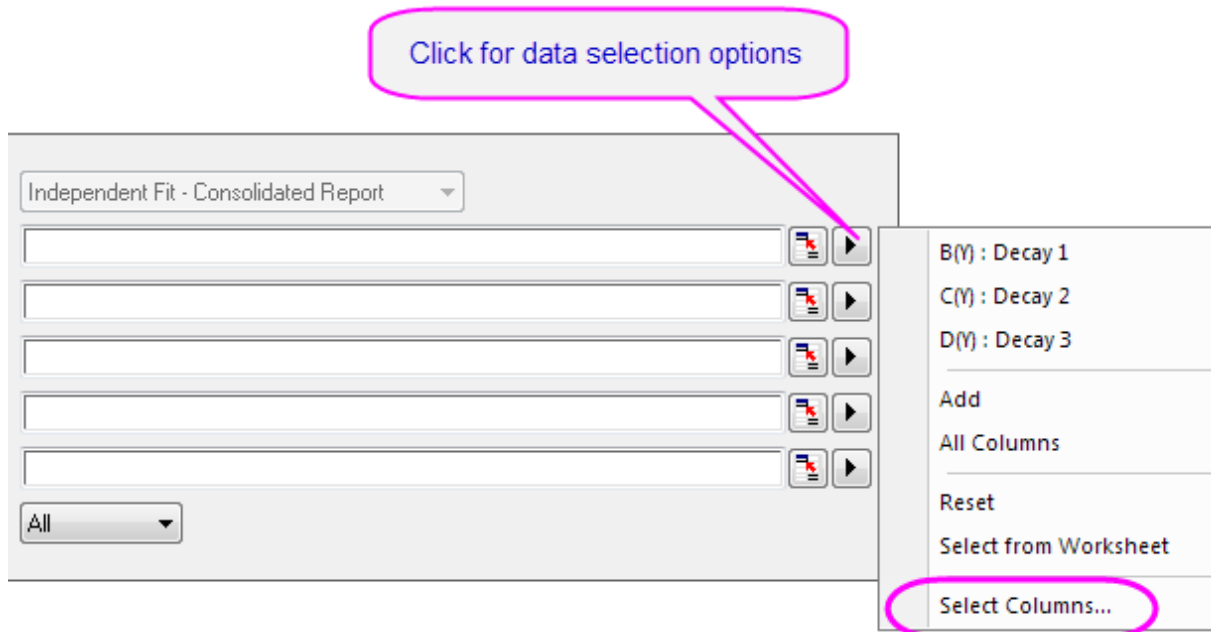 Click for data selection options
Independent Fit - Consolidated Report
B(Y) : Decay 1
C(Y) : Decay 2
D(Y) : Decay 3
Add
All Columns
Reset
Select from Worksheet
Select Columns...
All